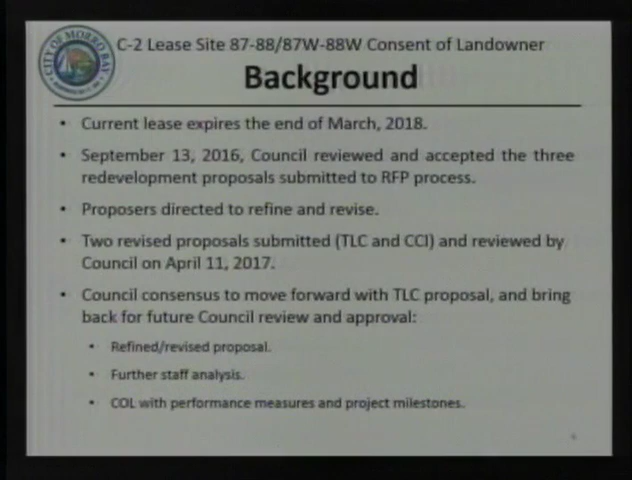 CITY OF MORRO BAY
C-2 Lease Site 87-88/87W-88W Consent of Landowner
Background
• Current lease expires the end of March, 2018.
• September 13, 2016, Council reviewed and accepted the three
redevelopment proposals submitted to RFP process.
• Proposers directed to refine and revise.
• Two revised proposals submitted (TLC and CCI) and reviewed by
Council on April 11, 2017.
• Council consensus to move forward with TLC proposal, and bring
back for future Council review and approval:
• Refined/revised proposal.
• Further staff analysis.
• COL with performance measures and project milestones.